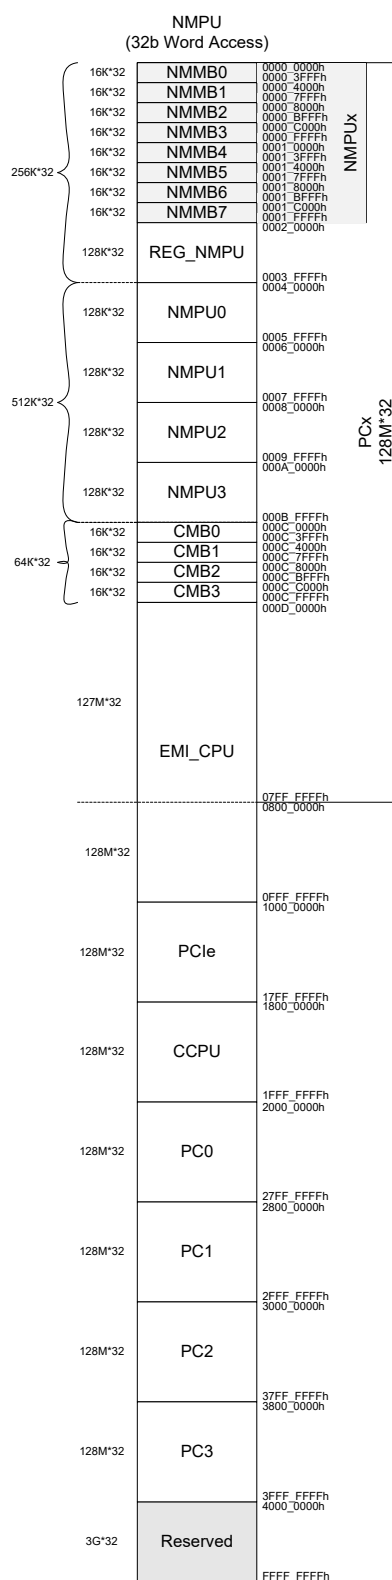 NMPU
(32b Word Access)
0000_0000h
16K*32 NMMB0
0000_3FFFh
0000_4000h
16K*32 NMMB1
0000_7FFFh
0000_8000h
16K*32 NMMB2
0000_BFFFh
0000_C000h
16K*32 NMMB3
0000_FFFFh
0001_0000h
256K*32 16K*32 NMMB4
0001_3FFFh
0001_4000h
16K*32 NMMB5
0001_7FFFh
0001_8000h
16K*32 NMMB6
0001_BFFFh
0001_C000h
16K*32 NMMB7
0001_FFFFh
0002_0000h
NMPUx
128K*32 REG_NMPU
0003_FFFFh
0004_0000h
128K*32 NMPU0
0005_FFFFh
0006_0000h
128K*32 NMPU1
0007_FFFFh
0008_0000h
512K*32
PCx
128M*32
128K*32 NMPU2
0009_FFFFh
000A_0000h
128K*32 NMPU3
000B_FFFFh
000C_0000h
16K*32 CMB0
000C_3FFFh
000C_4000h
16K*32 CMB1
000C_7FFFh
000C_8000h
64K*32
16K*32 CMB2
000C_BFFFh
000C_C000h
16K*32 CMB3
000C_FFFFh
000D_0000h
127M*32
EMI_CPU
07FF_FFFFh
0800_0000h
128M*32
0FFF_FFFFh
1000_0000h
128M*32 PCIe
17FF_FFFFh
1800_0000h
128M*32 CCPU
1FFF_FFFFh
2000_0000h
128M*32 PC0
27FF_FFFFh
2800_0000h
128M*32 PC1
2FFF_FFFFh
3000_0000h
128M*32 PC2
37FF_FFFFh
3800_0000h
128M*32 PC3
3FFF_FFFFh
4000_0000h
3G*32 Reserved
FFFF_FFFFh